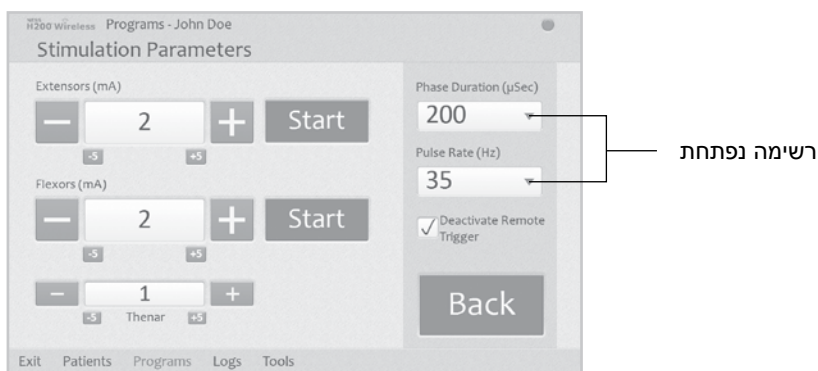 NESS H200 Wireless Programs - John Doe
Stimulation Parameters
Extensors (mA)
2
Start
-5 +5
Flexors (mA)
2
Start
-5 +5
1
-5 Thenar +5
Phase Duration (µSec)
200
Pulse Rate (Hz)
35
Deactivate Remote
Trigger
Back
רשימה נפתחת
Exit Patients Programs Logs Tools